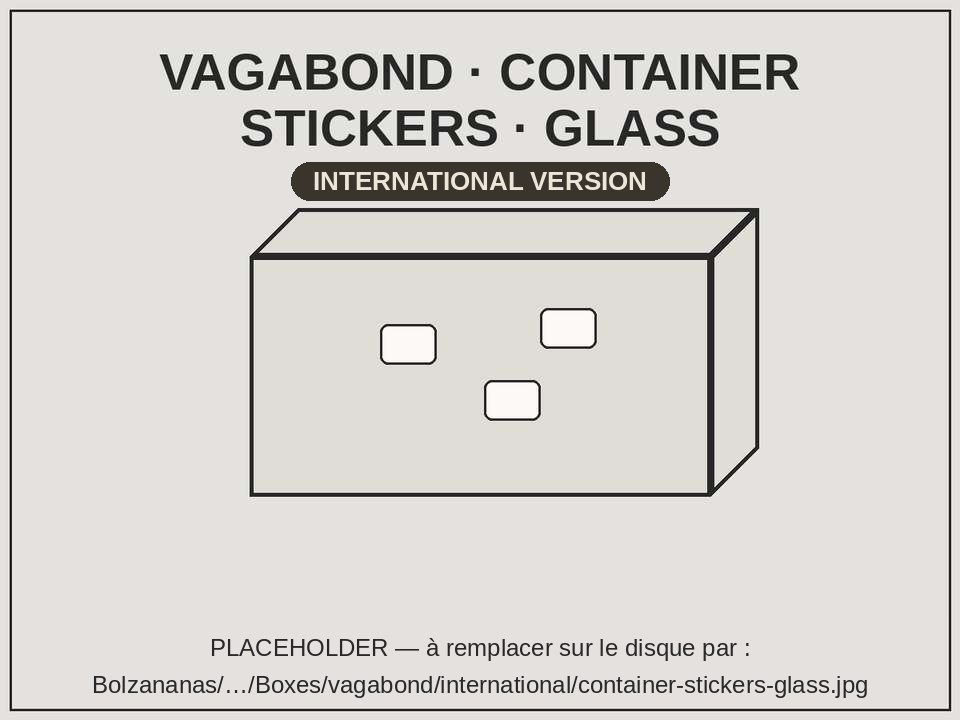 VAGABOND · CONTAINER
STICKERS · GLASS
INTERNATIONAL VERSION
PLACEHOLDER — à remplacer sur le disque par :
Bolzananas/…/Boxes/vagabond/international/container-stickers-glass.jpg